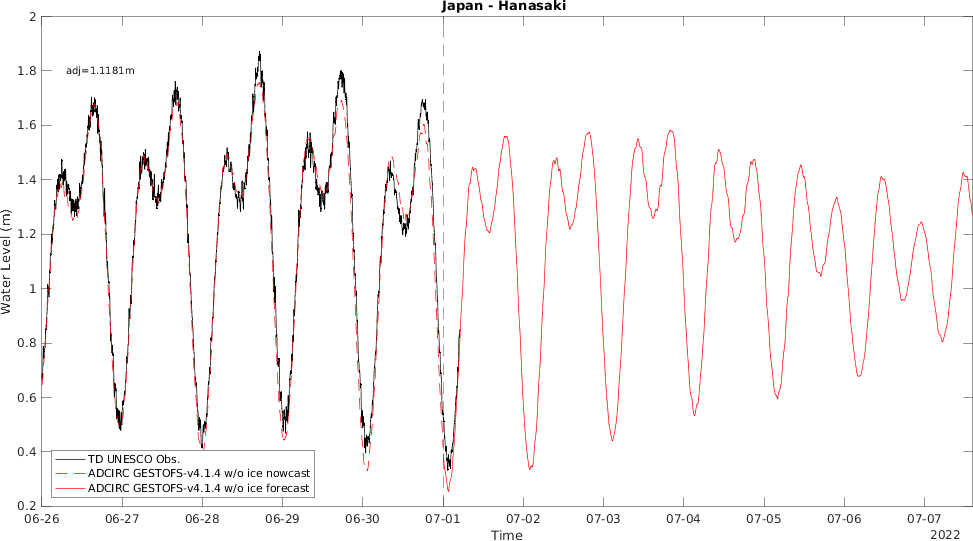 Japan - Hanasaki
2
1.8
1.6
1.4
1.2
1
0.8
0.6
0.4
0.2
Water Level (m)
adj=1.1181m
TD UNESCO Obs.
ADCIRC GESTOFS-v4.1.4 w/o ice nowcast
ADCIRC GESTOFS-v4.1.4 w/o ice forecast
06-26 06-27 06-28 06-29 06-30 07-01 07-02 07-03 07-04 07-05 07-06 07-07
Time
2022